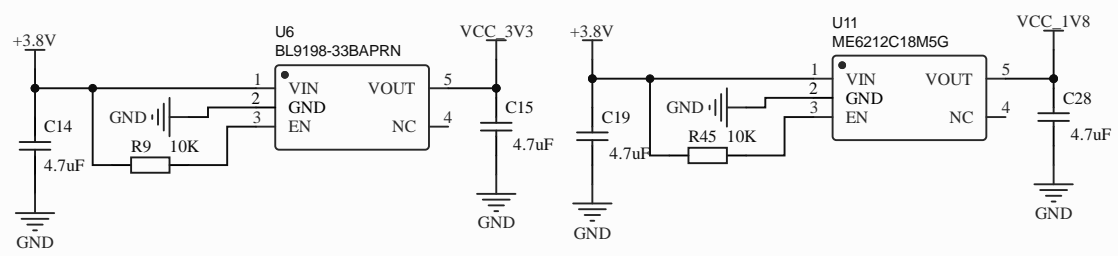 U6
BL9198-33BAPRN
+3.8V
VCC_3V3
1
VIN
VOUT
5
2
GND
GND
3
EN
NC
4
C14
4.7uF
R9
10K
C15
4.7uF
GND
GND
U11
ME6212C18M5G
+3.8V
VCC_1V8
1
VIN
VOUT
5
2
GND
GND
3
EN
NC
4
C19
4.7uF
R45
10K
C28
4.7uF
GND
GND